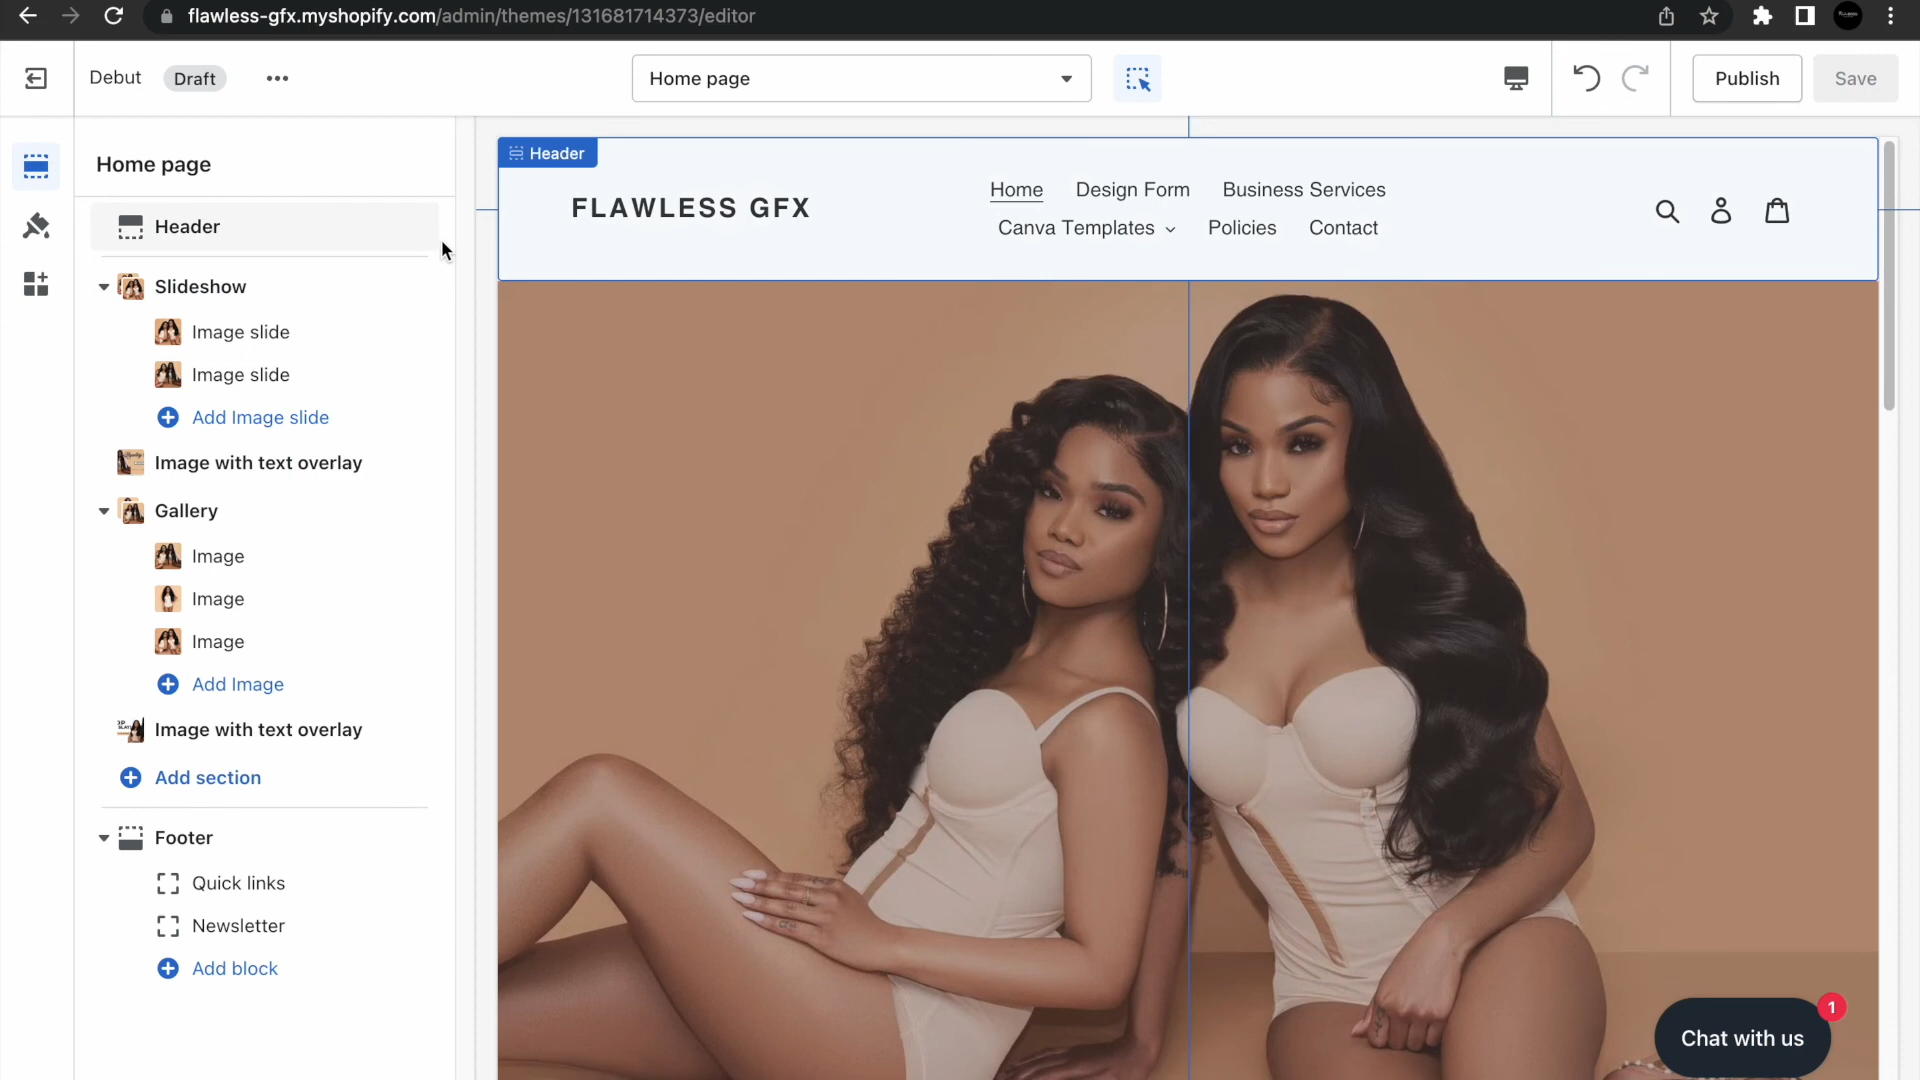 flawless-gfx.myshopify.com/admin/themes/131681714373/editor
Debut
Draft
Home page
Publish
Save
Home page
Header
Slideshow
Image slide
Image slide
Add Image slide
Image with text overlay
Gallery
Image
Image
Image
Add Image
Image with text overlay
Add section
Footer
Quick links
Newsletter
Add block
Header
FLAWLESS GFX
Home Design Form Business Services
Canva Templates Policies Contact
1
Chat with us